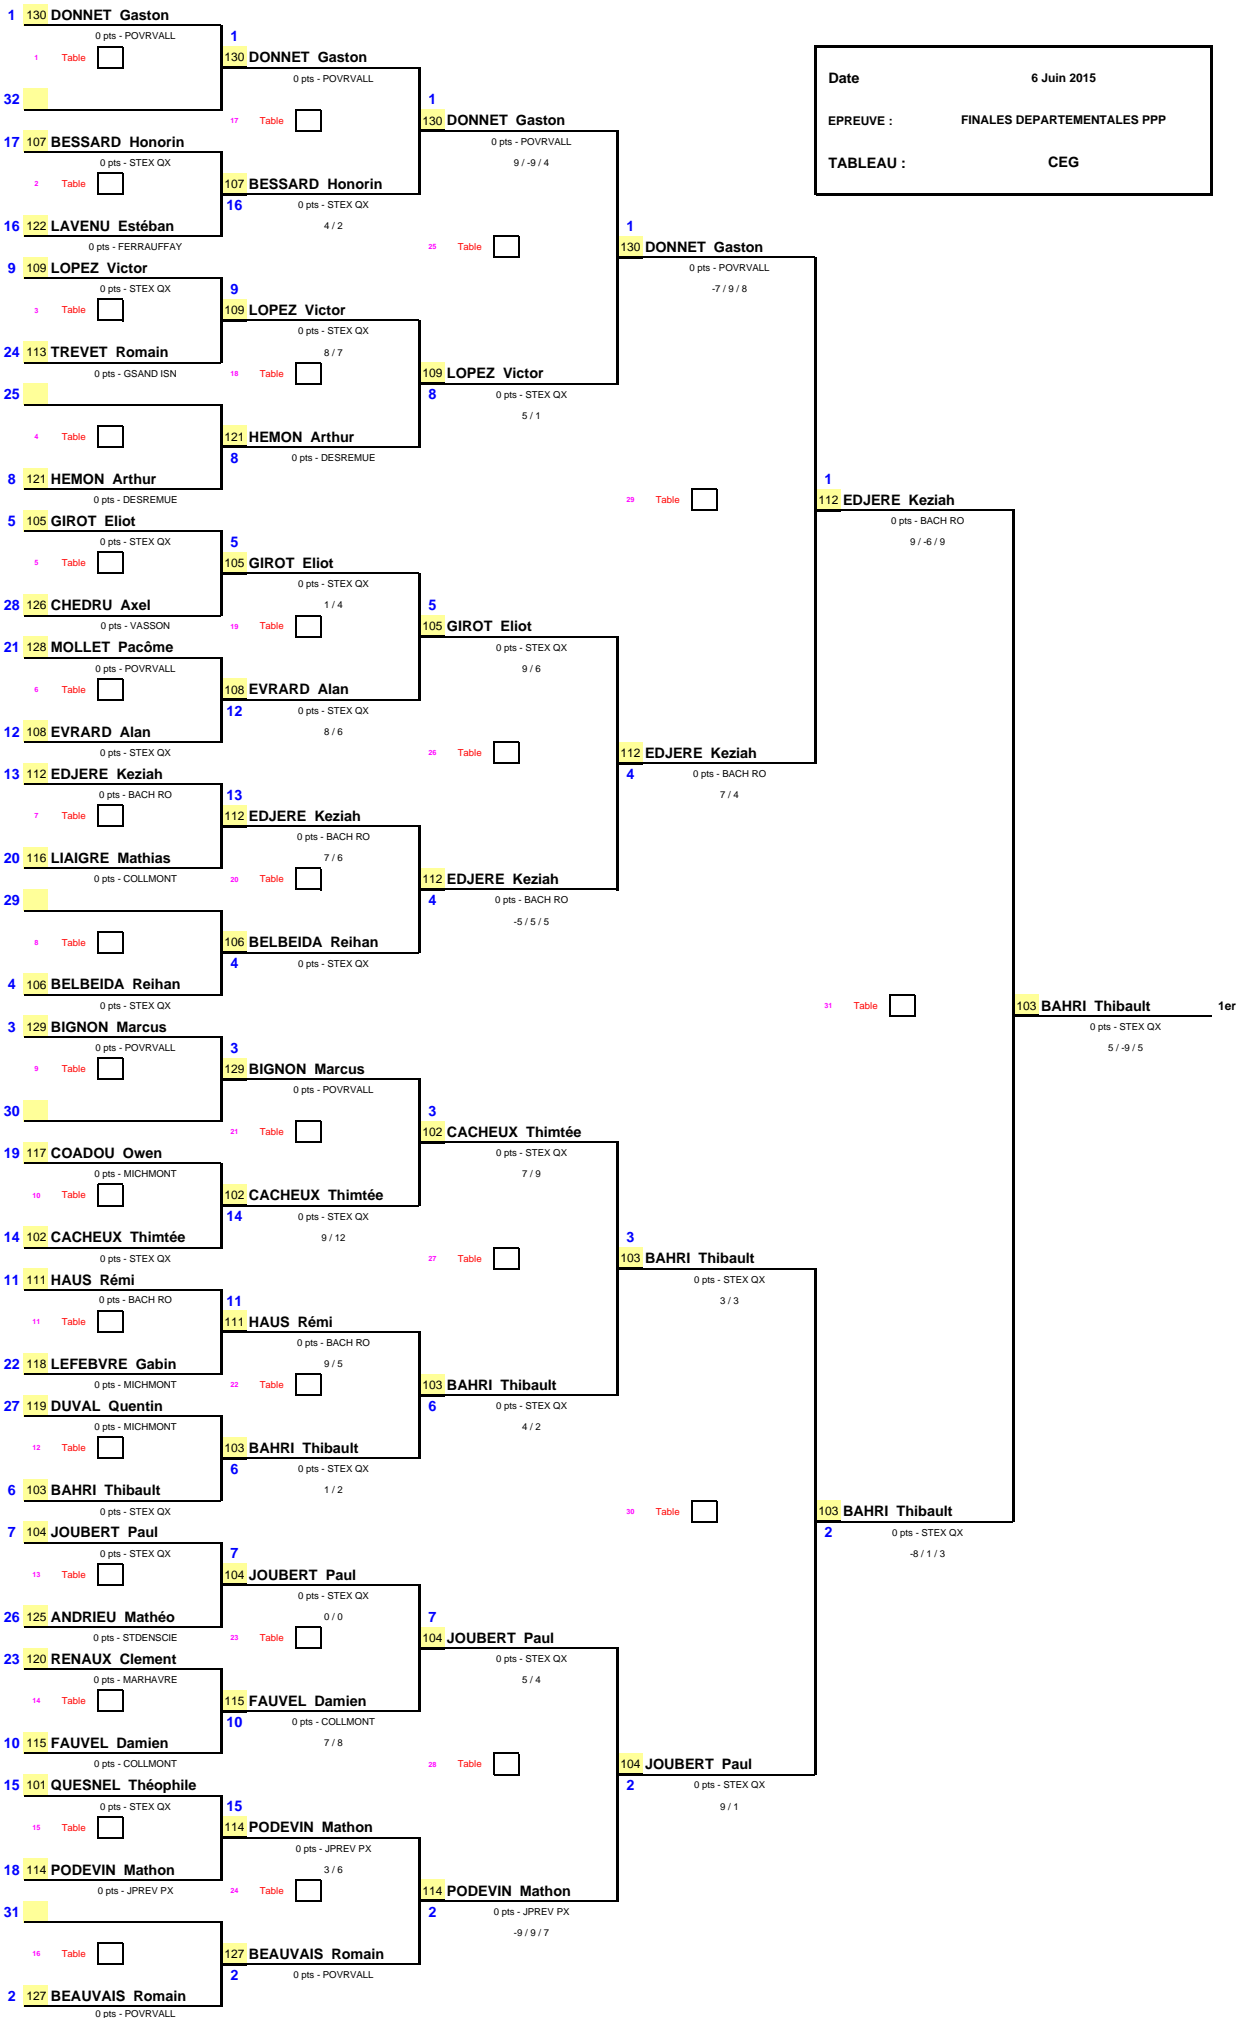 Date 6 Juin 2015
EPREUVE : FINALES DEPARTEMENTALES PPP
TABLEAU : CEG
1 130 DONNET Gaston
0 pts - POVRVALL
1 Table
32
17 107 BESSARD Honorin
0 pts - STEX QX
2 Table
16 122 LAVENU Estéban
0 pts - FERRAUFFAY
9 109 LOPEZ Victor
0 pts - STEX QX
3 Table
24 113 TREVET Romain
0 pts - GSAND ISN
25
4 Table
8 121 HEMON Arthur
0 pts - DESREMUE
5 105 GIROT Eliot
0 pts - STEX QX
5 Table
28 126 CHEDRU Axel
0 pts - VASSON
21 128 MOLLET Pacôme
0 pts - POVRVALL
6 Table
12 108 EVRARD Alan
0 pts - STEX QX
13 112 EDJERE Keziah
0 pts - BACH RO
7 Table
20 116 LIAIGRE Mathias
0 pts - COLLMONT
29
8 Table
4 106 BELBEIDA Reihan
0 pts - STEX QX
3 129 BIGNON Marcus
0 pts - POVRVALL
9 Table
30
19 117 COADOU Owen
0 pts - MICHMONT
10 Table
14 102 CACHEUX Thimtée
0 pts - STEX QX
11 111 HAUS Rémi
0 pts - BACH RO
11 Table
22 118 LEFEBVRE Gabin
0 pts - MICHMONT
27 119 DUVAL Quentin
0 pts - MICHMONT
12 Table
6 103 BAHRI Thibault
0 pts - STEX QX
7 104 JOUBERT Paul
0 pts - STEX QX
13 Table
26 125 ANDRIEU Mathéo
0 pts - STDENSCIE
23 120 RENAUX Clement
0 pts - MARHAVRE
14 Table
10 115 FAUVEL Damien
0 pts - COLLMONT
15 101 QUESNEL Théophile
0 pts - STEX QX
15 Table
18 114 PODEVIN Mathon
0 pts - JPREV PX
31
16 Table
2 127 BEAUVAIS Romain
0 pts - POVRVALL
1
130 DONNET Gaston
0 pts - POVRVALL
17 Table
107 BESSARD Honorin
16 0 pts - STEX QX
4 / 2
9
109 LOPEZ Victor
0 pts - STEX QX
8 / 7
18 Table
121 HEMON Arthur
8 0 pts - DESREMUE
5
105 GIROT Eliot
0 pts - STEX QX
1 / 4
19 Table
108 EVRARD Alan
12 0 pts - STEX QX
8 / 6
13
112 EDJERE Keziah
0 pts - BACH RO
7 / 6
20 Table
106 BELBEIDA Reihan
4 0 pts - STEX QX
3
129 BIGNON Marcus
0 pts - POVRVALL
21 Table
102 CACHEUX Thimtée
14 0 pts - STEX QX
9 / 12
11
111 HAUS Rémi
0 pts - BACH RO
9 / 5
22 Table
103 BAHRI Thibault
6 0 pts - STEX QX
1 / 2
7
104 JOUBERT Paul
0 pts - STEX QX
0 / 0
23 Table
115 FAUVEL Damien
10 0 pts - COLLMONT
7 / 8
15
114 PODEVIN Mathon
0 pts - JPREV PX
3 / 6
24 Table
127 BEAUVAIS Romain
2 0 pts - POVRVALL
1
130 DONNET Gaston
0 pts - POVRVALL
9 / -9 / 4
25 Table
109 LOPEZ Victor
8 0 pts - STEX QX
5 / 1
5
105 GIROT Eliot
0 pts - STEX QX
9 / 6
26 Table
112 EDJERE Keziah
4 0 pts - BACH RO
-5 / 5 / 5
3
102 CACHEUX Thimtée
0 pts - STEX QX
7 / 9
27 Table
103 BAHRI Thibault
6 0 pts - STEX QX
4 / 2
7
104 JOUBERT Paul
0 pts - STEX QX
5 / 4
28 Table
114 PODEVIN Mathon
2 0 pts - JPREV PX
-9 / 9 / 7
1
130 DONNET Gaston
0 pts - POVRVALL
-7 / 9 / 8
29 Table
112 EDJERE Keziah
4 0 pts - BACH RO
7 / 4
3
103 BAHRI Thibault
0 pts - STEX QX
3 / 3
30 Table
104 JOUBERT Paul
2 0 pts - STEX QX
9 / 1
1
112 EDJERE Keziah
0 pts - BACH RO
9 / -6 / 9
31 Table
103 BAHRI Thibault
2 0 pts - STEX QX
-8 / 1 / 3
103 BAHRI Thibault 1er
0 pts - STEX QX
5 / -9 / 5